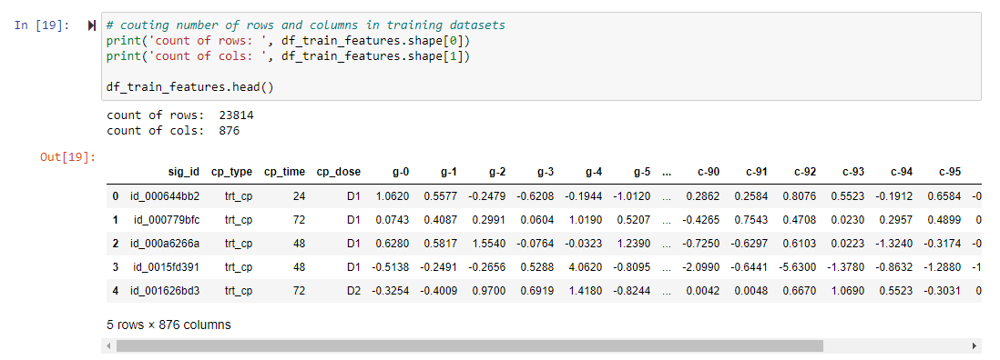 In [19]:
# couting number of rows and columns in training datasets
print('count of rows: ', df_train_features.shape[0])
print('count of cols: ', df_train_features.shape[1])
df_train_features.head()
count of rows:  23814
count of cols:  876
Out[19]:
sig_id cp_type cp_time cp_dose g-0 g-1 g-2 g-3 g-4 g-5 ... c-90 c-91 c-92 c-93 c-94 c-95
0 id_000644bb2 trt_cp 24 D1 1.0620 0.5577 -0.2479 -0.6208 -0.1944 -1.0120 ... 0.2862 0.2584 0.8076 0.5523 -0.1912 0.6584 -0
1 id_000779bfc trt_cp 72 D1 0.0743 0.4087 0.2991 0.0604 1.0190 0.5207 ... -0.4265 0.7543 0.4708 0.0230 0.2957 0.4899 0
2 id_000a6266a trt_cp 48 D1 0.6280 0.5817 1.5540 -0.0764 -0.0323 1.2390 ... -0.7250 -0.6297 0.6103 0.0223 -1.3240 -0.3174 -0
3 id_0015fd391 trt_cp 48 D1 -0.5138 -0.2491 -0.2656 0.5288 4.0620 -0.8095 ... -2.0990 -0.6441 -5.6300 -1.3780 -0.8632 -1.2880 -1
4 id_001626bd3 trt_cp 72 D2 -0.3254 -0.4009 0.9700 0.6919 1.4180 -0.8244 ... 0.0042 0.0048 0.6670 1.0690 0.5523 -0.3031 0
5 rows × 876 columns